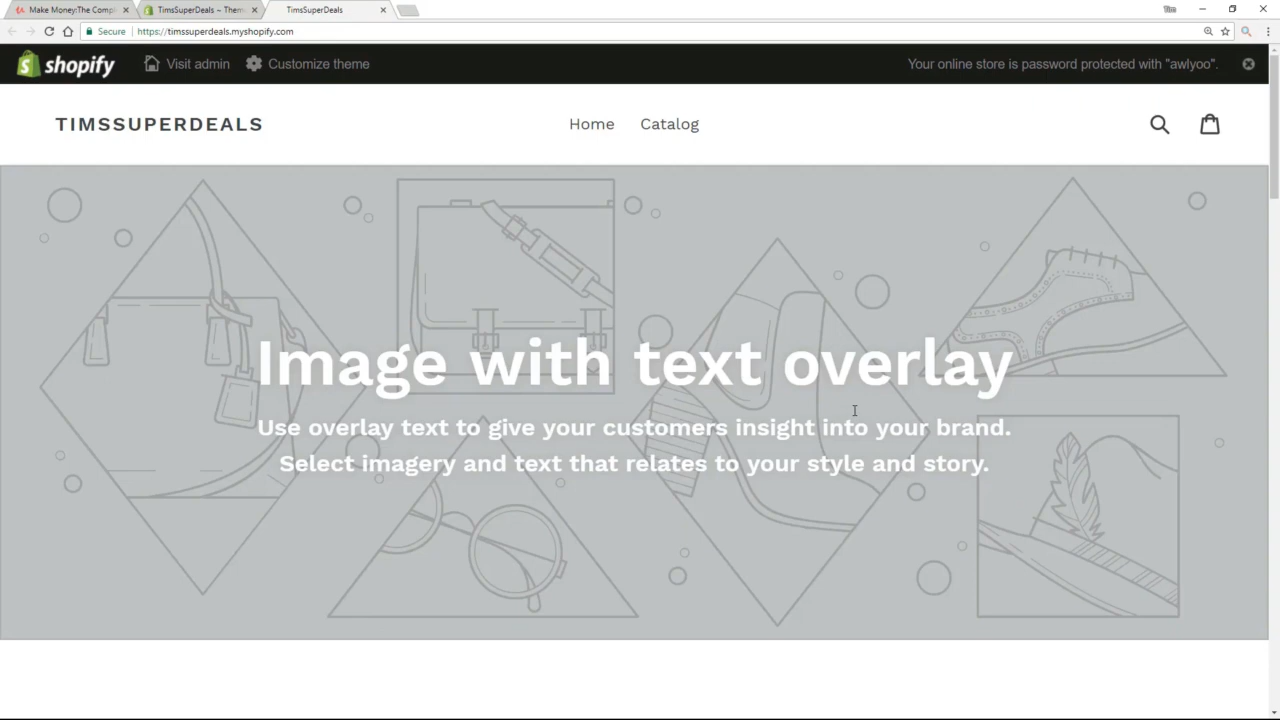 Make Money:The Compl
TimsSuperDeals ~ Them
TimsSuperDeals
Tim
Secure
https://timssuperdeals.myshopify.com
shopify
Visit admin
Customize theme
Your online store is password protected with "awlyoo".
TIMSSUPERDEALS
Home
Catalog
Image with text overlay
Use overlay text to give your customers insight into your brand.
Select imagery and text that relates to your style and story.